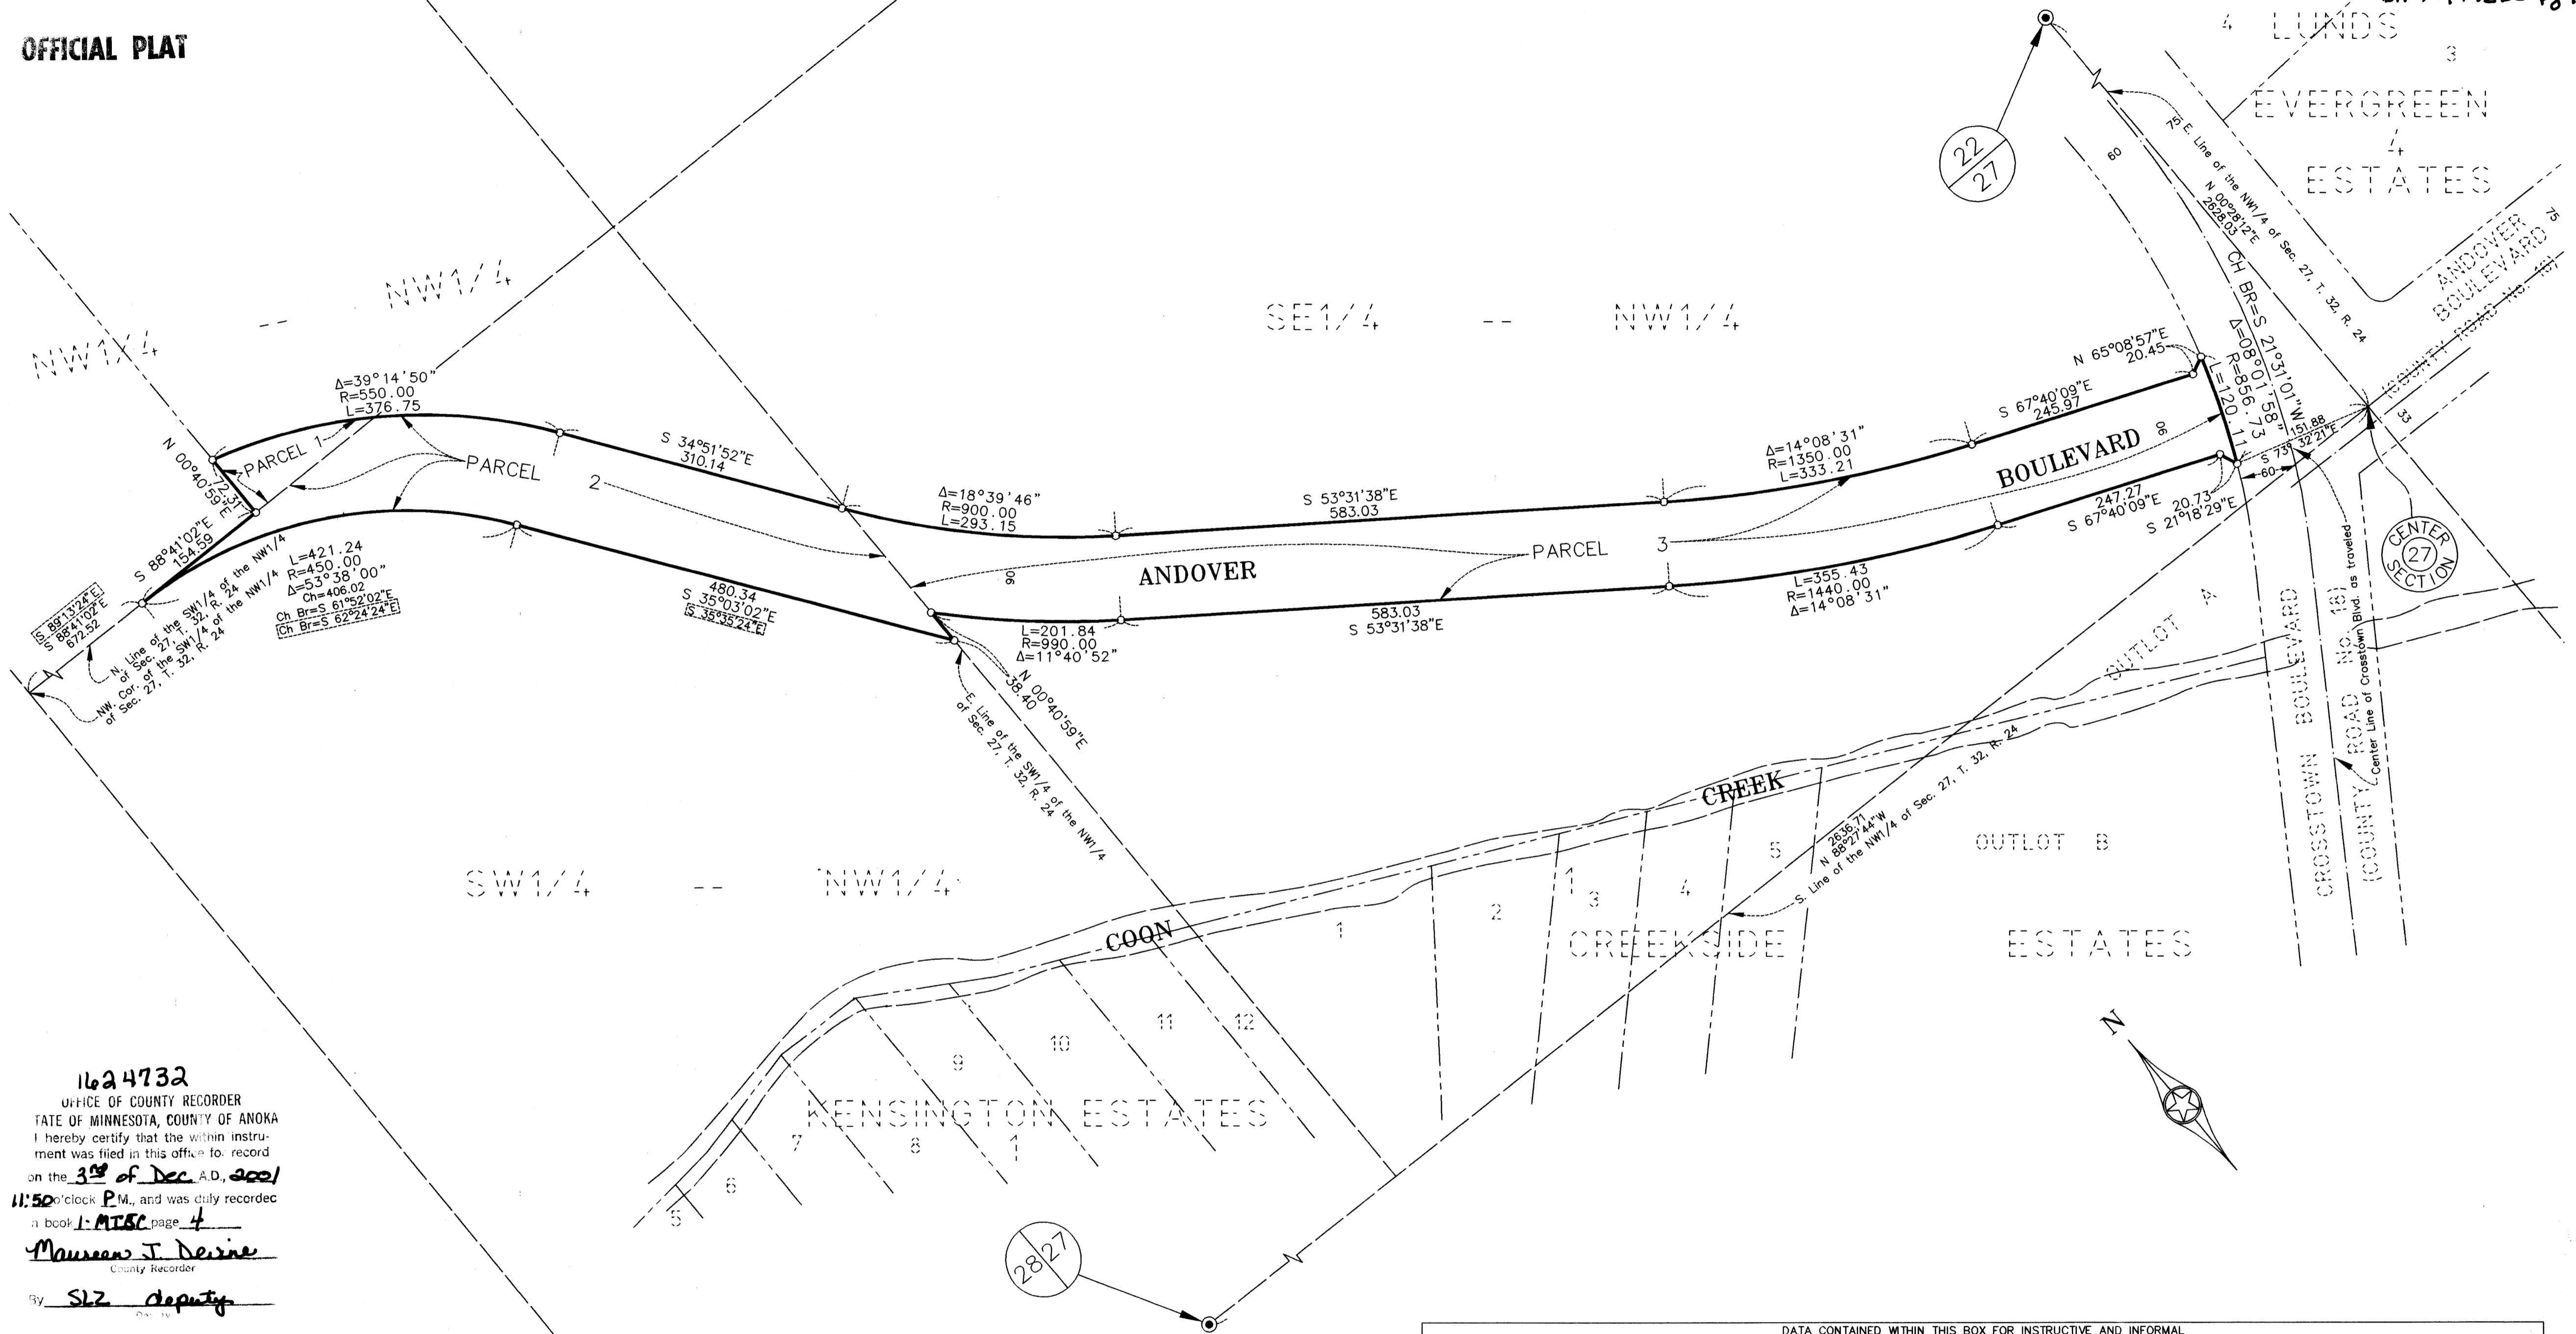 OFFICIAL PLAT
4 LUNDS
3
EVERGREEN
4
ESTATES
22
27
75
E. Line of the NW1/4 of Sec. 27, T. 32, R. 24
N 00°28'12"E
2628.03
60
75
ANDOVER
BOULEVARD
(COUNTY ROAD No. 16)
33
CH BR=S 21°31'01"W
Δ=08°01'58"
R=856.73
L=120.11
151.88
S 73° 32'21"E
60
NW1/4 -- NW1/4
SE1/4 -- NW1/4
Δ=39°14'50"
R=550.00
L=376.75
PARCEL 1
N 00°40'59"E
72.31
PARCEL 2
S 34°51'52"E
310.14
Δ=18°39'46"
R=900.00
L=293.15
S 53°31'38"E
583.03
Δ=14°08'31"
R=1350.00
L=333.21
S 67°40'09"E
245.97
N 65°08'57"E
20.45
BOULEVARD
90
90
ANDOVER
PARCEL 3
S 88°41'02"E
154.59
S 89°13'24"E
S 88°41'02"E
672.52
N. Line of the SW1/4 of the NW1/4
of Sec. 27, T. 32, R. 24
NW. Cor. of the SW1/4 of the NW1/4
of Sec. 27, T. 32, R. 24
L=421.24
R=450.00
Δ=53°38'00"
Ch=406.02
Ch Br=S 61°52'02"E
Ch Br=S 62°24'24"E
480.34
S 35°03'02"E
S 35°35'24"E
L=201.84
R=990.00
Δ=11°40'52"
N 00°40'59"E
38.40
E. Line of the SW1/4 of the NW1/4
of Sec. 27, T. 32, R. 24
583.03
S 53°31'38"E
L=355.43
R=1440.00
Δ=14°08'31"
247.27
S 67°40'09"E
20.73
S 21°18'29"E
CENTER
27
SECTION
OUTLOT A
CROSSTOWN BOULEVARD
(COUNTY ROAD No. 18)
Center Line of Crosstown Blvd. as traveled
SW1/4 -- NW1/4
COON
CREEK
2636.71
N 88°27'44"W
S. Line of the NW1/4 of Sec. 27, T. 32, R. 24
OUTLOT B
1
2
1
3
4
5
CREEKSIDE ESTATES
5
6
7
8
9
10
11
12
KENSINGTON ESTATES
1
N
28
27
1624732
OFFICE OF COUNTY RECORDER
TATE OF MINNESOTA, COUNTY OF ANOKA
I hereby certify that the within instru-
ment was filed in this office for record
on the 3rd of Dec A.D., 2001
11:50 o'clock P M., and was duly recorded
page 4
County Recorder
By SLZ deputy
DATA CONTAINED WITHIN THIS BOX FOR INSTRUCTIVE AND INFORMAL